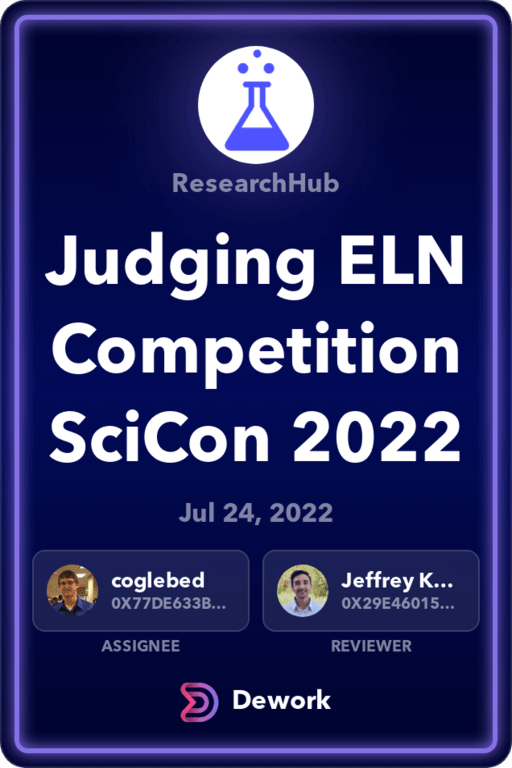 ResearchHub
Judging ELN
Competition
SciCon 2022
Jul 24, 2022
coglebed
0X77DE633B...
ASSIGNEE
Jeffrey K...
0X29E46015...
REVIEWER
Dework